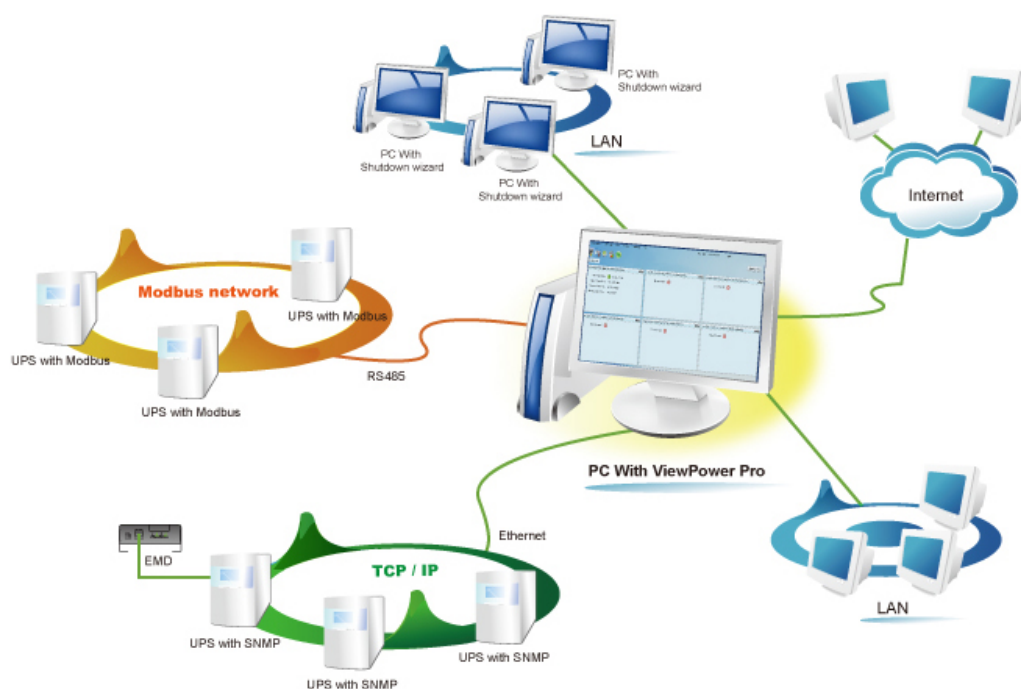 PC With
Shutdown wizard
LAN
PC With
Shutdown wizard
PC With
Shutdown wizard
Internet
Modbus network
UPS with Modbus
UPS with Modbus
RS485
UPS with Modbus
PC With ViewPower Pro
Ethernet
EMD
TCP / IP
LAN
UPS with SNMP
UPS with SNMP
UPS with SNMP